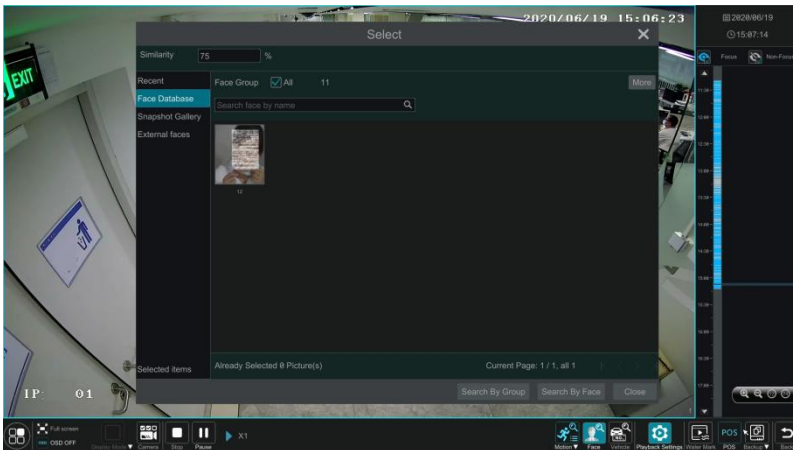 2020/06/19 15:06:23
2020/06/19
15:07:14
Select
Similarity 75 %
Focus Non-Focus
Recent
Face Group All 11 More
Face Database
Search face by name
Snapshot Gallery
External faces
EXIT
12
Selected items Already Selected 0 Picture(s) Current Page: 1 / 1, all 1
Search By Group Search By Face Close
IP 01
Full screen
OSD OFF
X1
POS
Display Mode Camera Stop Pause Motion Face Vehicle Playback Settings Water Mark POS Backup Back